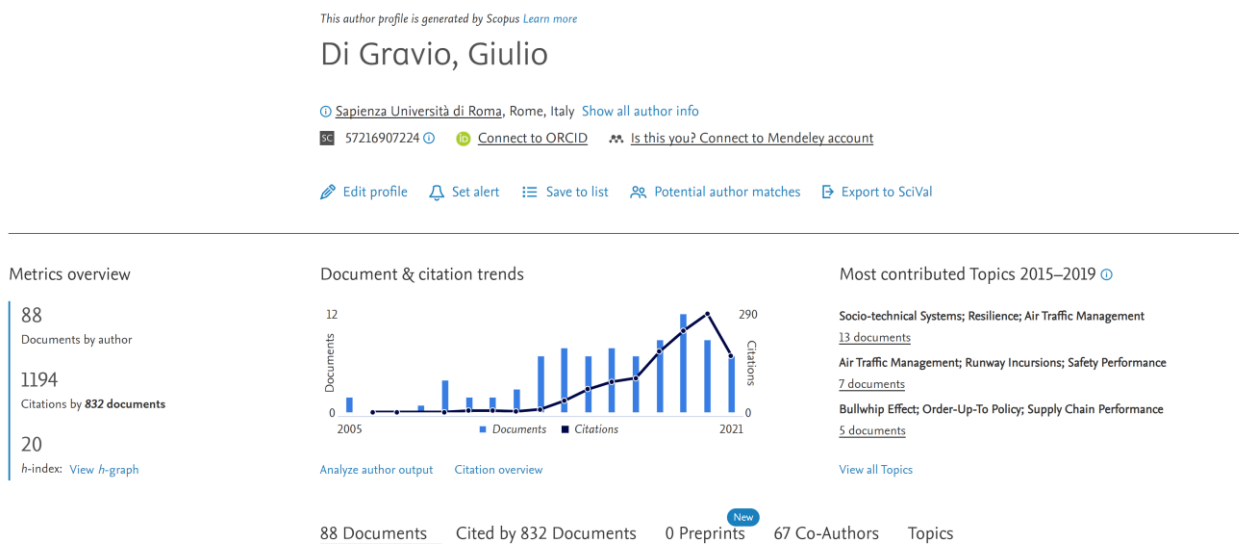 This author profile is generated by Scopus Learn more
Di Gravio, Giulio
Sapienza Università di Roma, Rome, Italy Show all author info
SC 57216907224 iD Connect to ORCID Is this you? Connect to Mendeley account
Edit profile Set alert Save to list Potential author matches Export to SciVal
Metrics overview
88
Documents by author
1194
Citations by 832 documents
20
h-index: View h-graph
Document & citation trends
12
290
Documents
Citations
0
0
2005
2021
Documents Citations
Analyze author output Citation overview
Most contributed Topics 2015–2019
Socio-technical Systems; Resilience; Air Traffic Management
13 documents
Air Traffic Management; Runway Incursions; Safety Performance
7 documents
Bullwhip Effect; Order-Up-To Policy; Supply Chain Performance
5 documents
View all Topics
New
88 Documents Cited by 832 Documents 0 Preprints 67 Co-Authors Topics